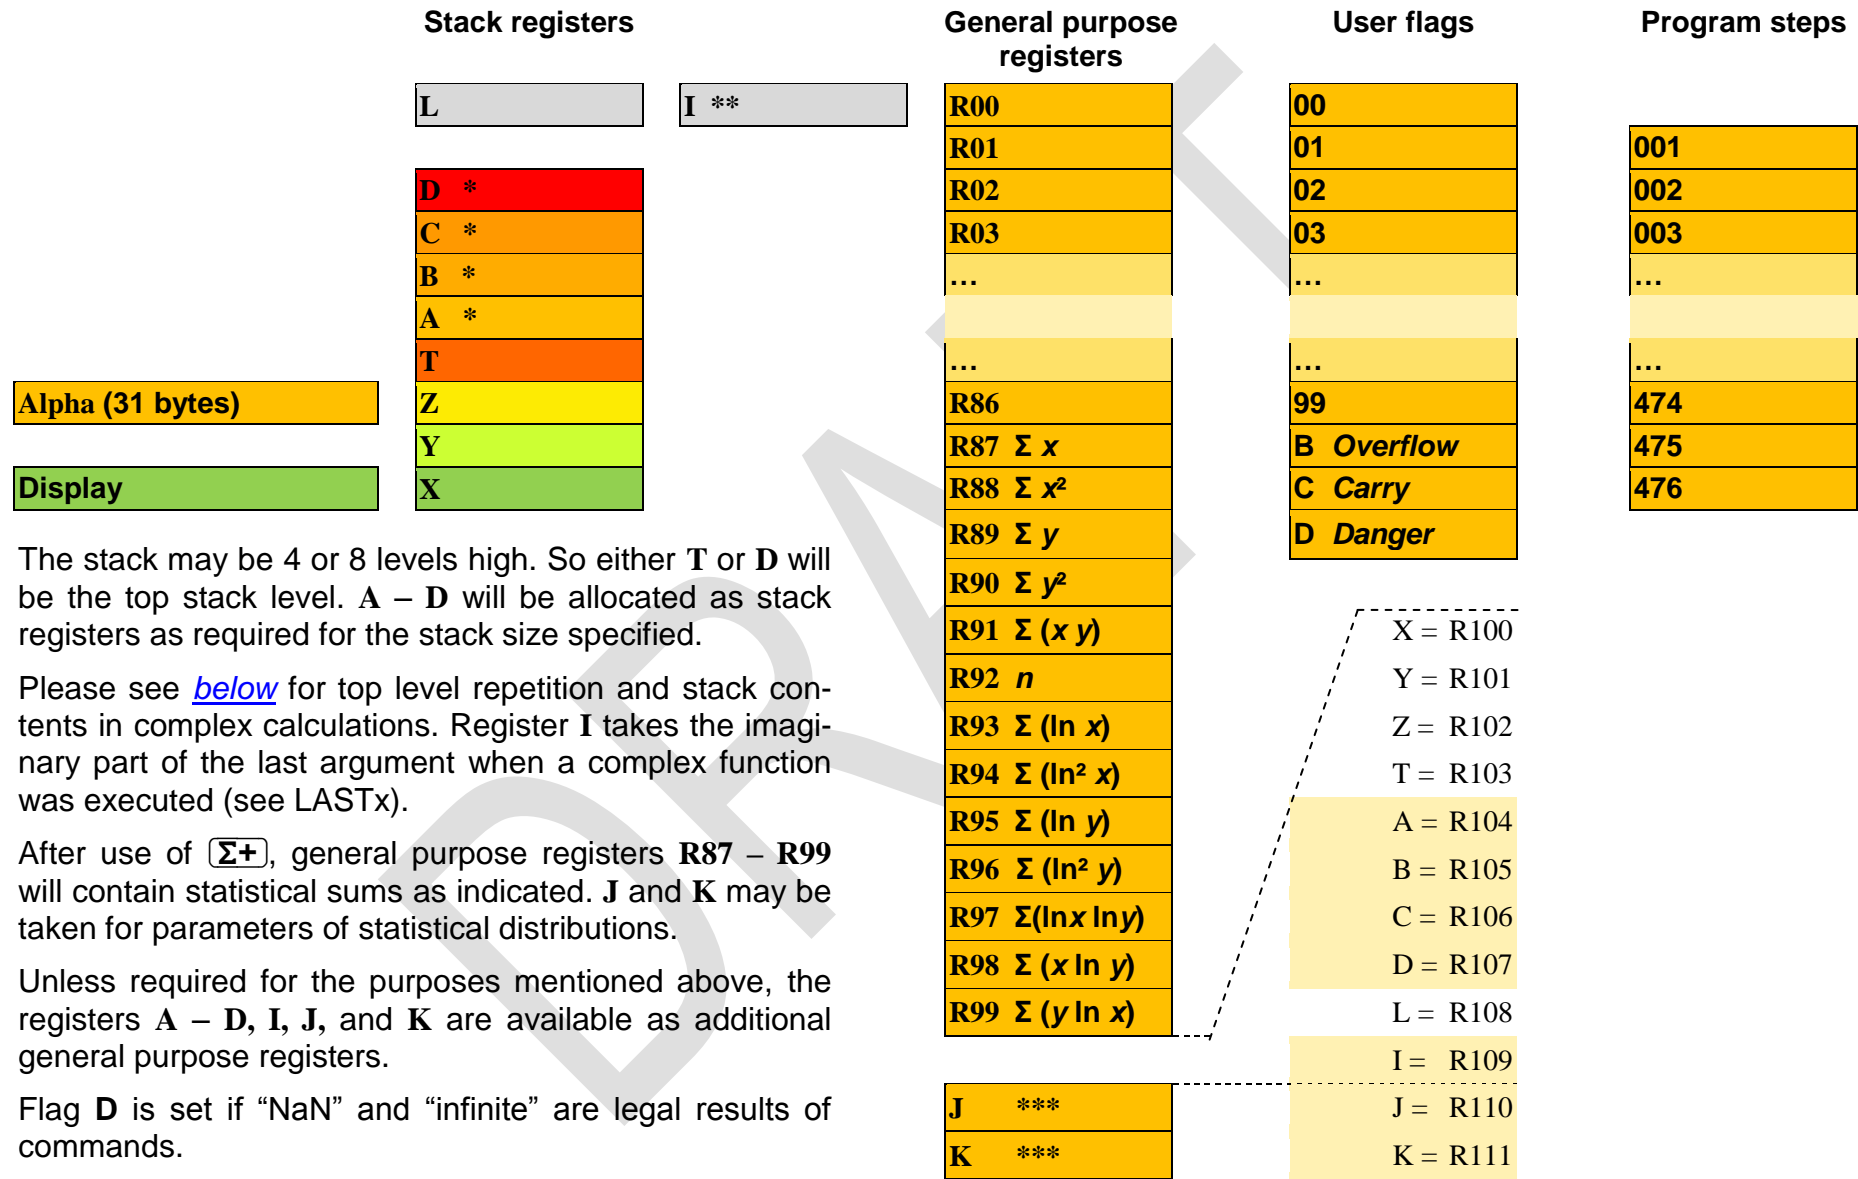 Stack registers
General purpose
registers
User flags
Program steps
L
I **
D *
C *
B *
A *
T
Z
Y
X
Alpha (31 bytes)
Display
R00
R01
R02
R03
…
…
R86
R87 Σ x
R88 Σ x²
R89 Σ y
R90 Σ y²
R91 Σ (x y)
R92 n
R93 Σ (ln x)
R94 Σ (ln² x)
R95 Σ (ln y)
R96 Σ (ln² y)
R97 Σ(lnx lny)
R98 Σ (x ln y)
R99 Σ (y ln x)
J ***
K ***
00
01
02
03
…
…
99
B Overflow
C Carry
D Danger
001
002
003
…
…
474
475
476
X = R100
Y = R101
Z = R102
T = R103
A = R104
B = R105
C = R106
D = R107
L = R108
I = R109
J = R110
K = R111
The stack may be 4 or 8 levels high. So either T or D will
be the top stack level. A – D will be allocated as stack
registers as required for the stack size specified.
Please see below for top level repetition and stack con-
tents in complex calculations. Register I takes the imagi-
nary part of the last argument when a complex function
was executed (see LASTx).
After use of Σ+, general purpose registers R87 – R99
will contain statistical sums as indicated. J and K may be
taken for parameters of statistical distributions.
Unless required for the purposes mentioned above, the
registers A – D, I, J, and K are available as additional
general purpose registers.
Flag D is set if “NaN” and “infinite” are legal results of
commands.
DRAFT